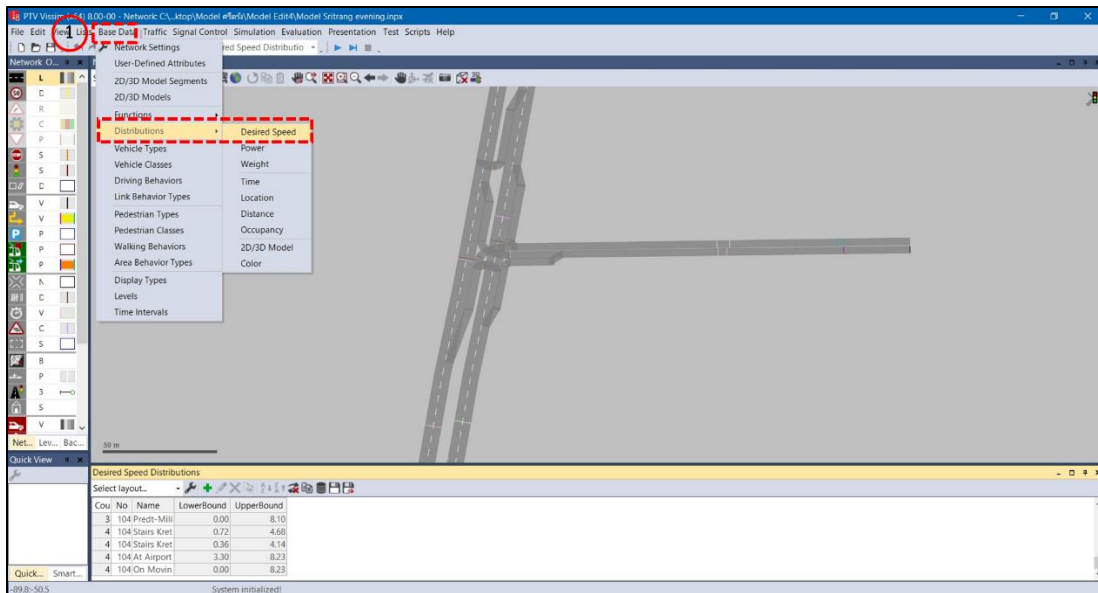 PTV Vissim (x64) 8.00-00 - Network: C:\...ktop\Model ศรีตรัง\Model Edit4\Model Sritrang evening.inpx
File Edit View Lists Base Data Traffic Signal Control Simulation Evaluation Presentation Test Scripts Help
1
Network Settings
red Speed Distributio
Network O...
User-Defined Attributes
2D/3D Model Segments
2D/3D Models
Functions
Distributions
Desired Speed
Vehicle Types
Power
Vehicle Classes
Weight
Driving Behaviors
Time
Link Behavior Types
Location
Pedestrian Types
Distance
Pedestrian Classes
Occupancy
Walking Behaviors
2D/3D Model
Area Behavior Types
Color
Display Types
Levels
Time Intervals
L
C
R
C
P
S
S
C
V
V
P
P
P
N
C
V
C
S
B
P
3
S
V
Net... Lev... Bac...
50 m
Quick View
Desired Speed Distributions
Select layout...
Cou No Name LowerBound UpperBound
3 104 Predt-Mili 0.00 8.10
4 104 Stairs Kret 0.72 4.68
4 104 Stairs Kret 0.36 4.14
4 104 At Airport 3.30 8.23
4 104 On Movin 0.00 8.23
Quick... Smart...
-89.8:-50.5 System initialized!